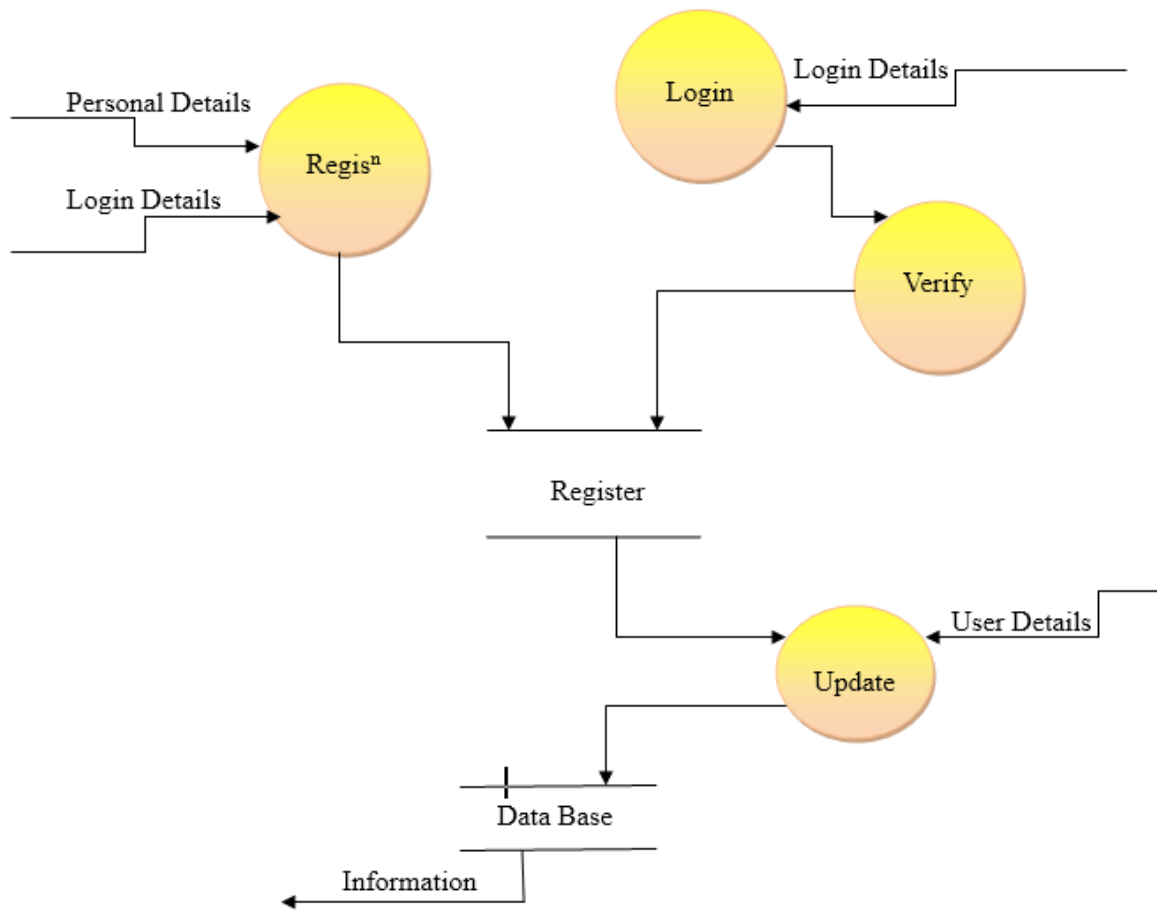 Login Details
Login
Personal Details
Regisⁿ
Login Details
Verify
Register
User Details
Update
Data Base
Information